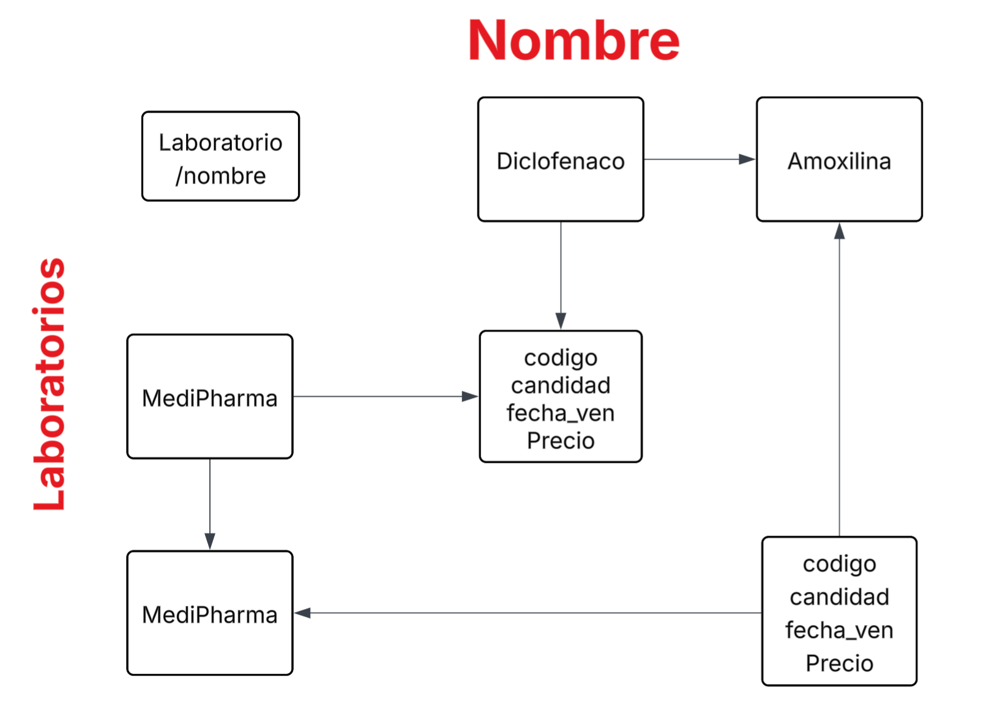 Nombre
Laboratorio
/nombre
Diclofenaco
Amoxilina
Laboratorios
MediPharma
codigo
candidad
fecha_ven
Precio
MediPharma
codigo
candidad
fecha_ven
Precio